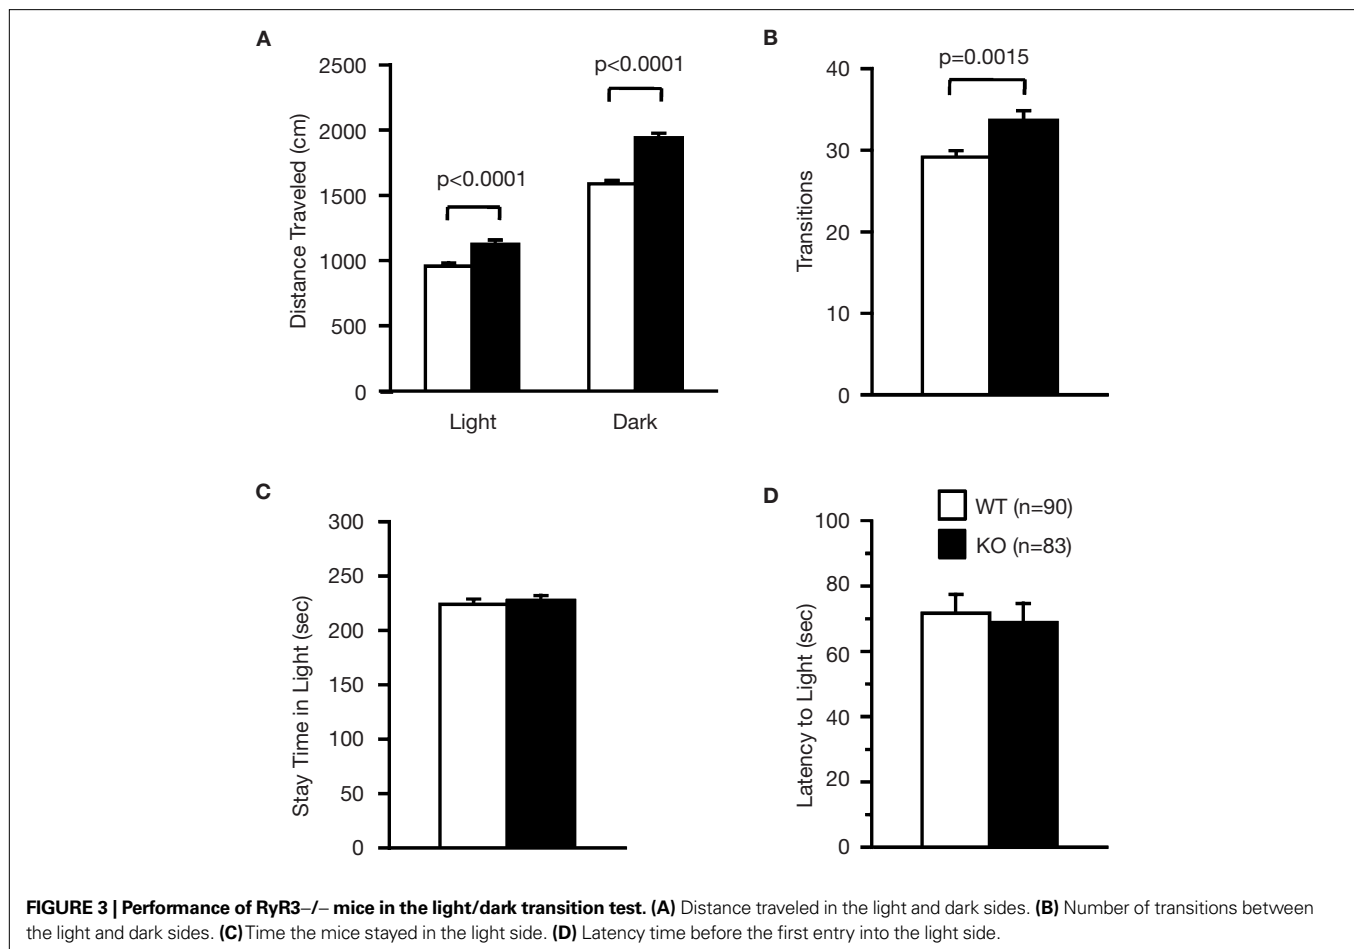 A
Distance Traveled (cm)
2500
2000
1500
1000
500
0
p<0.0001
p<0.0001
Light
Dark
B
Transitions
40
30
20
10
0
p=0.0015
C
Stay Time in Light (sec)
300
250
200
150
100
50
0
D
WT (n=90)
KO (n=83)
Latency to Light (sec)
100
80
60
40
20
0
FIGURE 3 | Performance of RyR3–/– mice in the light/dark transition test. (A) Distance traveled in the light and dark sides. (B) Number of transitions between
the light and dark sides. (C) Time the mice stayed in the light side. (D) Latency time before the first entry into the light side.